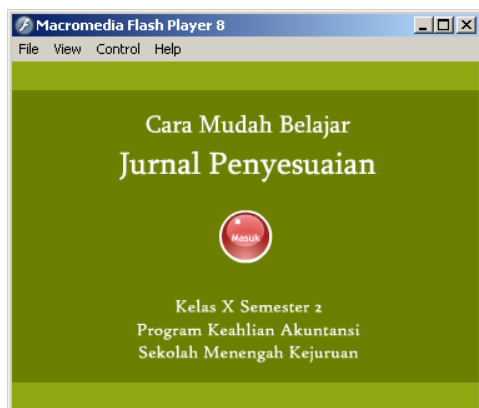 Macromedia Flash Player 8
File View Control Help
Cara Mudah Belajar
Jurnal Penyesuaian
Masuk
Kelas X Semester 2
Program Keahlian Akuntansi
Sekolah Menengah Kejuruan